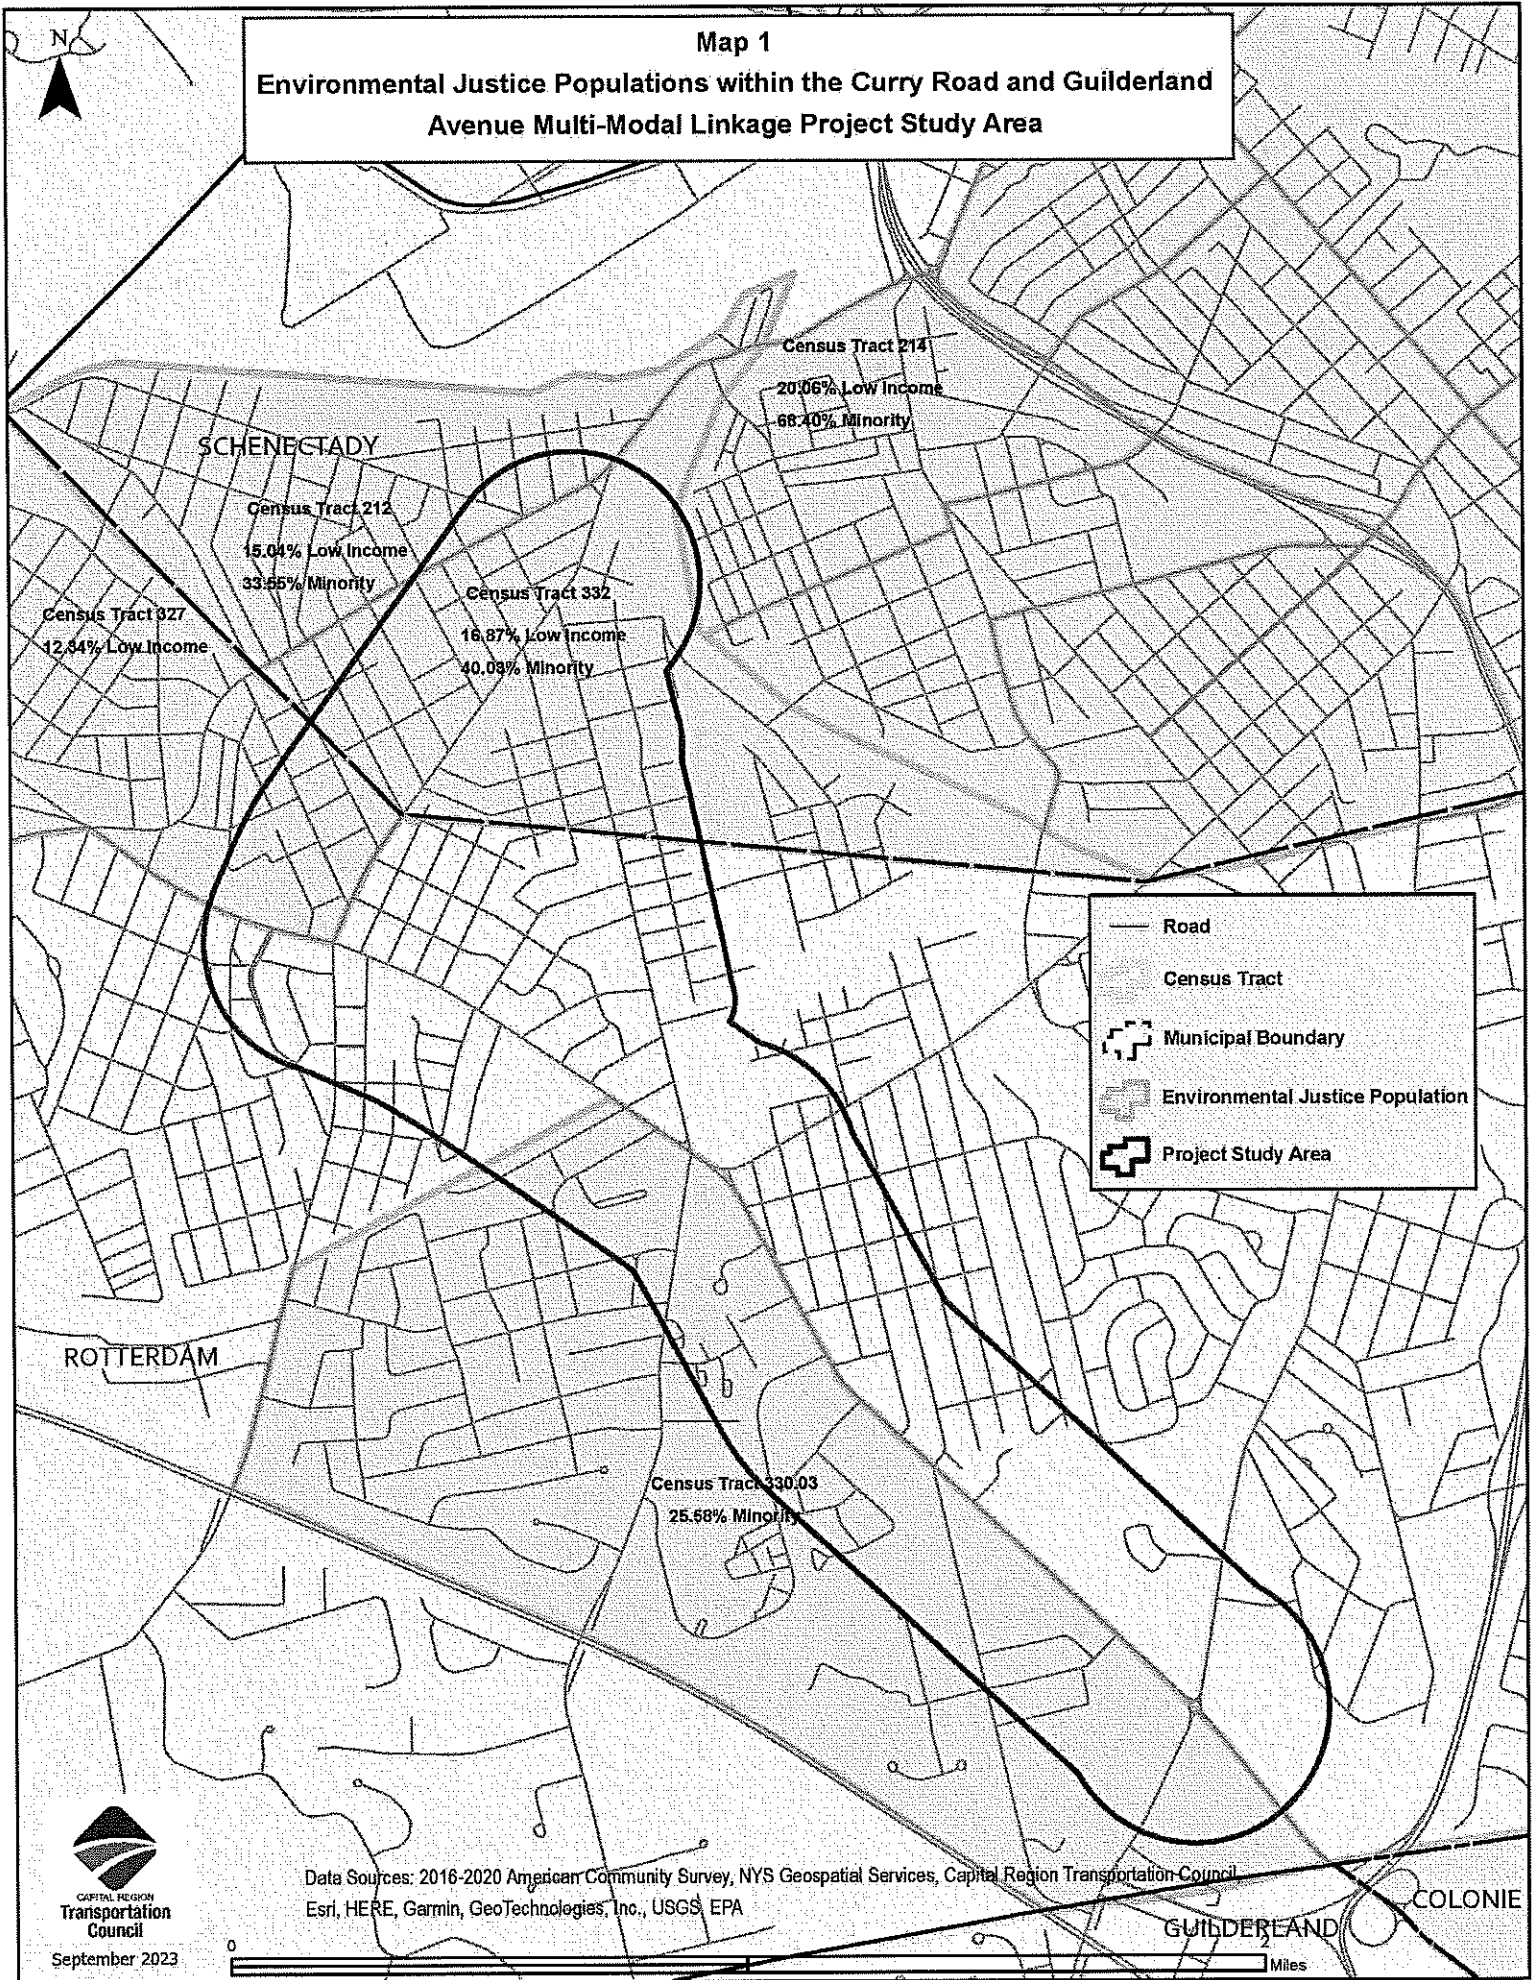 Map 1
Environmental Justice Populations within the Curry Road and Guilderland
Avenue Multi-Modal Linkage Project Study Area
N
Census Tract 214
20.06% Low Income
68.40% Minority
SCHENECTADY
Census Tract 212
15.04% Low Income
33.55% Minority
Census Tract 332
16.87% Low Income
Minority
Census Tract 327
12.34% Low Income
Road
Census Tract
Municipal Boundary
Environmental Justice Population
Project Study Area
ROTTERDAM
Census Tract 330.03
25.58% Minority
CAPITAL REGION
Transportation
Council
September 2023
Data Sources: 2016-2020 American Community Survey, NYS Geospatial Services, Capital Region Transportation Council
Esri, HERE, Garmin, GeoTechnologies, Inc., USGS, EPA
COLONIE
GUILDERLAND
0
2
Miles